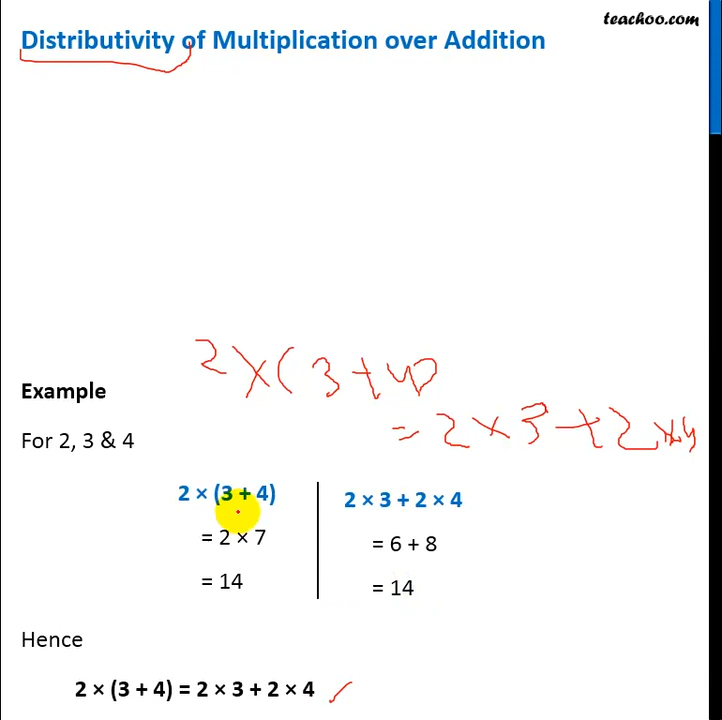 teachoo.com
Distributivity of Multiplication over Addition
2 × ( 3 + 4)
= 2 × 3 + 2 × 4
Example
For 2, 3 & 4
2 × (3 + 4)
= 2 × 7
= 14
2 × 3 + 2 × 4
= 6 + 8
= 14
Hence
2 × (3 + 4) = 2 × 3 + 2 × 4